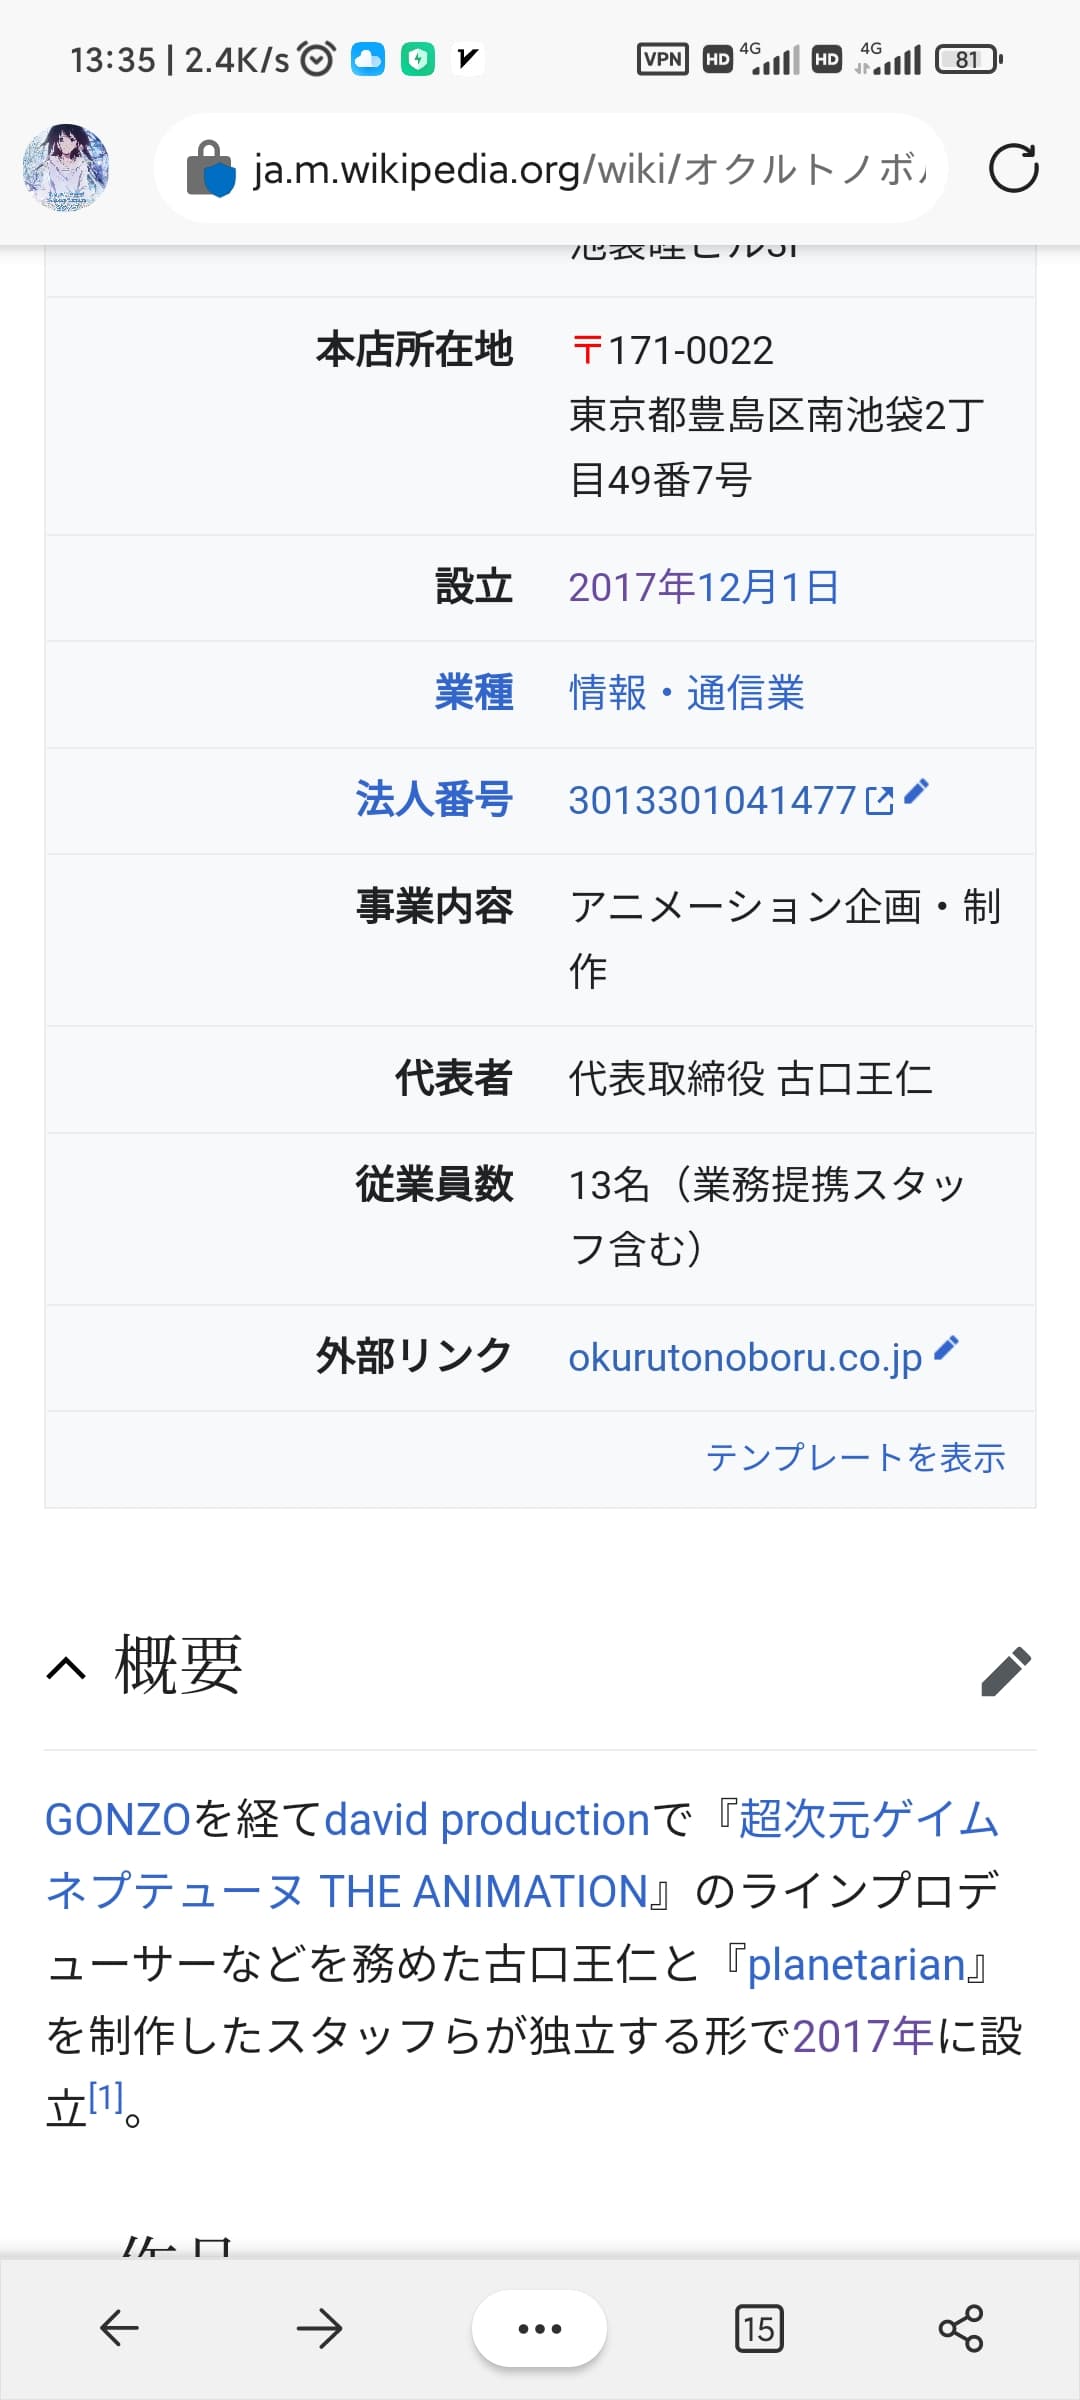 13:35 | 2.4K/s
VPN HD 4G HD 4G 81
ja.m.wikipedia.org/wiki/オクルトノボ
本店所在地 〒171-0022
東京都豊島区南池袋2丁
目49番7号
設立 2017年12月1日
業種 情報・通信業
法人番号 3013301041477
事業内容 アニメーション企画・制
作
代表者 代表取締役 古口王仁
従業員数 13名（業務提携スタッ
フ含む）
外部リンク okurutonoboru.co.jp
テンプレートを表示
概要
GONZOを経てdavid productionで『超次元ゲイム
ネプテューヌ THE ANIMATION』のラインプロデ
ューサーなどを務めた古口王仁と『planetarian』
を制作したスタッフらが独立する形で2017年に設
立[1]。
15